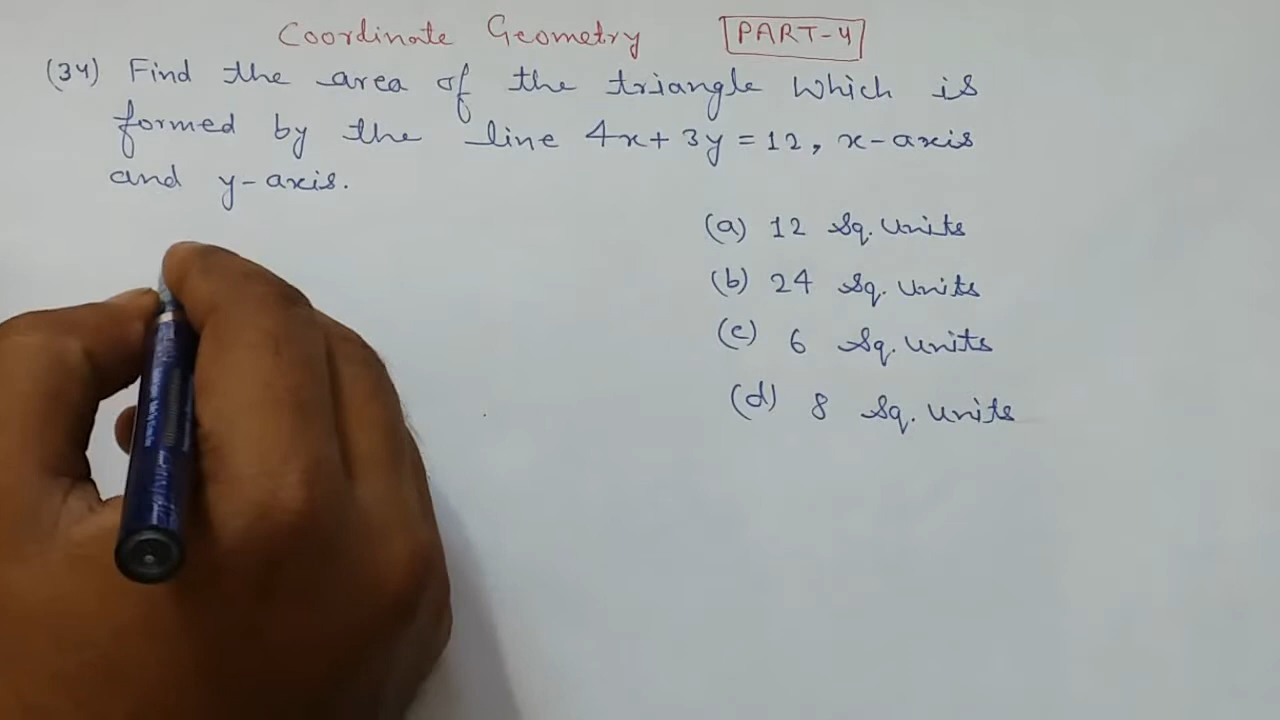 Coordinate Geometry PART-4
(34) Find the area of the triangle which is
formed by the line 4x+3y=12, x-axis
and y-axis.
(a) 12 Sq. Units
(b) 24 Sq. Units
(c) 6 Sq. Units
(d) 8 Sq. Units